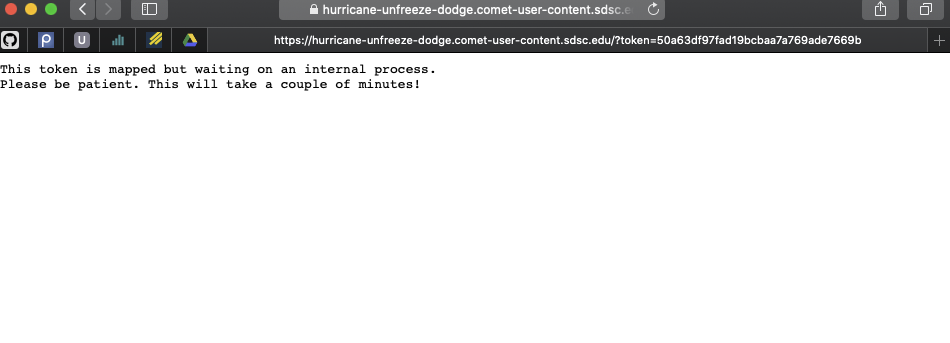 hurricane-unfreeze-dodge.comet-user-content.sdsc.e
P
U
https://hurricane-unfreeze-dodge.comet-user-content.sdsc.edu/?token=50a63df97fad19bcbaa7a769ade7669b
This token is mapped but waiting on an internal process.
Please be patient. This will take a couple of minutes!